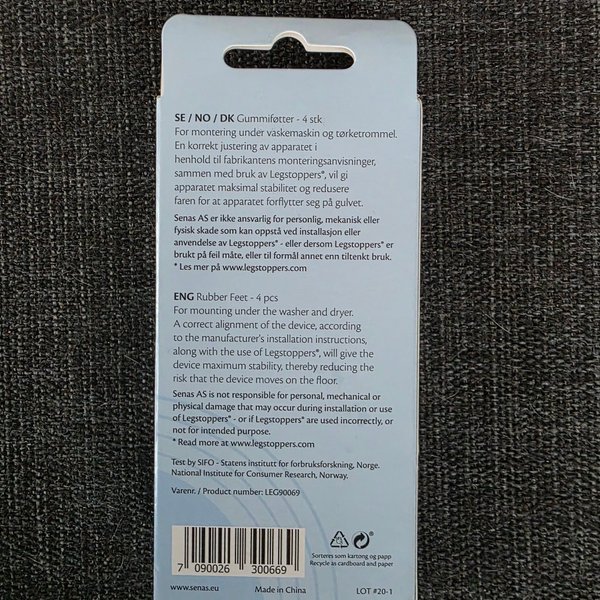 SE / NO / DK Gummiføtter - 4 stk
For montering under vaskemaskin og tørketrommel.
En korrekt justering av apparatet i
henhold til fabrikantens monteringsanvisninger,
sammen med bruk av Legstoppers®, vil gi
apparatet maksimal stabilitet og redusere
faren for at apparatet forflytter seg på gulvet.
Senas AS er ikke ansvarlig for personlig, mekanisk eller
fysisk skade som kan oppstå ved installasjon eller
anvendelse av Legstoppers® - eller dersom Legstoppers® er
brukt på feil måte, eller til formål annet enn tiltenkt bruk.
* Les mer på www.legstoppers.com
ENG Rubber Feet - 4 pcs
For mounting under the washer and dryer.
A correct alignment of the device, according
to the manufacturer's installation instructions,
along with the use of Legstoppers®, will give the
device maximum stability, thereby reducing the
risk that the device moves on the floor.
Senas AS is not responsible for personal, mechanical or
physical damage that may occur during installation or use
of Legstoppers® - or if Legstoppers® are used incorrectly, or
not for intended purpose.
* Read more at www.legstoppers.com
Test by SIFO - Statens institutt for forbruksforskning, Norge.
National Institute for Consumer Research, Norway.
Varenr. / Product number: LEG90069
7 090026 300669
Sorteres som kartong og papp
Recycle as cardboard and paper
www.senas.eu Made in China LOT #20-1